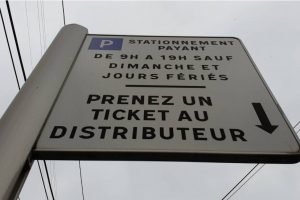 P STATIONNEMENT
PAYANT
DE 9H A 19H SAUF
DIMANCHE ET
JOURS FÉRIÉS
PRENEZ UN
TICKET AU
DISTRIBUTEUR